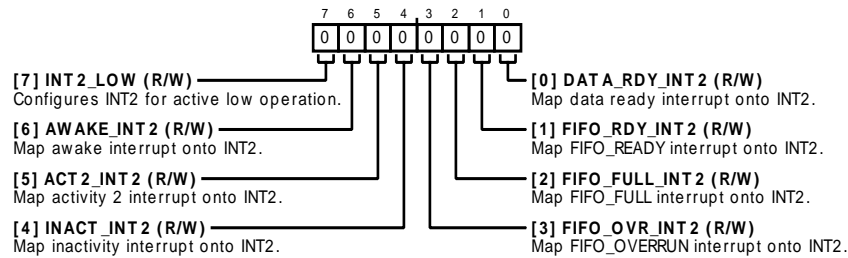 7 6 5 4 3 2 1 0
0 0 0 0 0 0 0 0
[7] INT2_LOW (R/W)
Configures INT2 for active low operation.
[6] AWAKE_INT2 (R/W)
Map awake interrupt onto INT2.
[5] ACT2_INT2 (R/W)
Map activity 2 interrupt onto INT2.
[4] INACT_INT2 (R/W)
Map inactivity interrupt onto INT2.
[0] DATA_RDY_INT2 (R/W)
Map data ready interrupt onto INT2.
[1] FIFO_RDY_INT2 (R/W)
Map FIFO_READY interrupt onto INT2.
[2] FIFO_FULL_INT2 (R/W)
Map FIFO_FULL interrupt onto INT2.
[3] FIFO_OVR_INT2 (R/W)
Map FIFO_OVERRUN interrupt onto INT2.